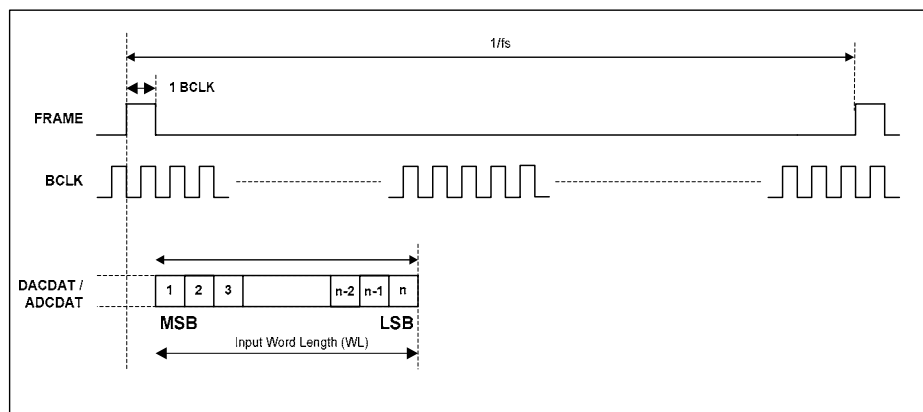 1/fs
1 BCLK
FRAME
BCLK
DACDAT /
ADCDAT
1 2 3 n-2 n-1 n
MSB LSB
Input Word Length (WL)